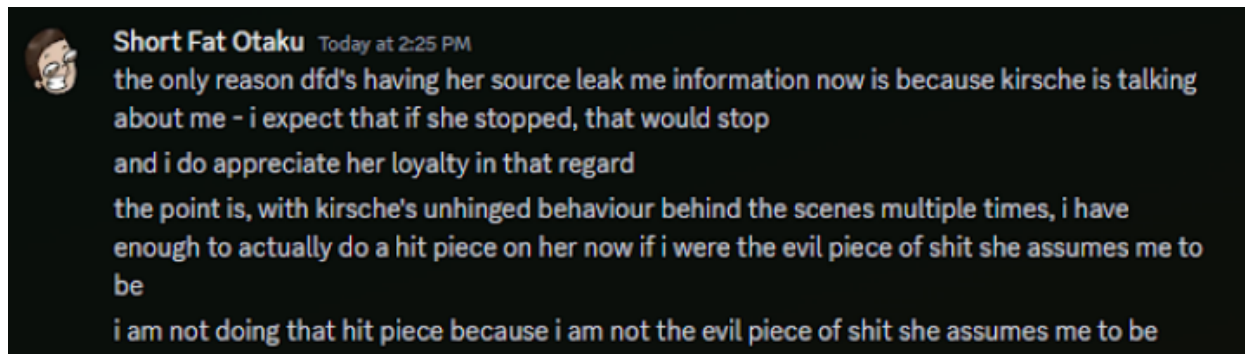 Short Fat Otaku Today at 2:25 PM
the only reason dfd's having her source leak me information now is because kirsche is talking
about me - i expect that if she stopped, that would stop
and i do appreciate her loyalty in that regard
the point is, with kirsche's unhinged behaviour behind the scenes multiple times, i have
enough to actually do a hit piece on her now if i were the evil piece of shit she assumes me to
be
i am not doing that hit piece because i am not the evil piece of shit she assumes me to be